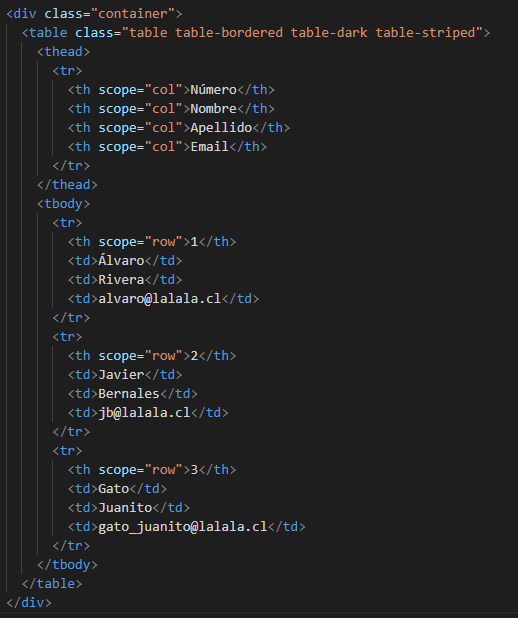 <div class="container">
  <table class="table table-bordered table-dark table-striped">
    <thead>
      <tr>
        <th scope="col">Número</th>
        <th scope="col">Nombre</th>
        <th scope="col">Apellido</th>
        <th scope="col">Email</th>
      </tr>
    </thead>
    <tbody>
      <tr>
        <th scope="row">1</th>
        <td>Álvaro</td>
        <td>Rivera</td>
        <td>alvaro@lalala.cl</td>
      </tr>
      <tr>
        <th scope="row">2</th>
        <td>Javier</td>
        <td>Bernales</td>
        <td>jb@lalala.cl</td>
      </tr>
      <tr>
        <th scope="row">3</th>
        <td>Gato</td>
        <td>Juanito</td>
        <td>gato_juanito@lalala.cl</td>
      </tr>
    </tbody>
  </table>
</div>